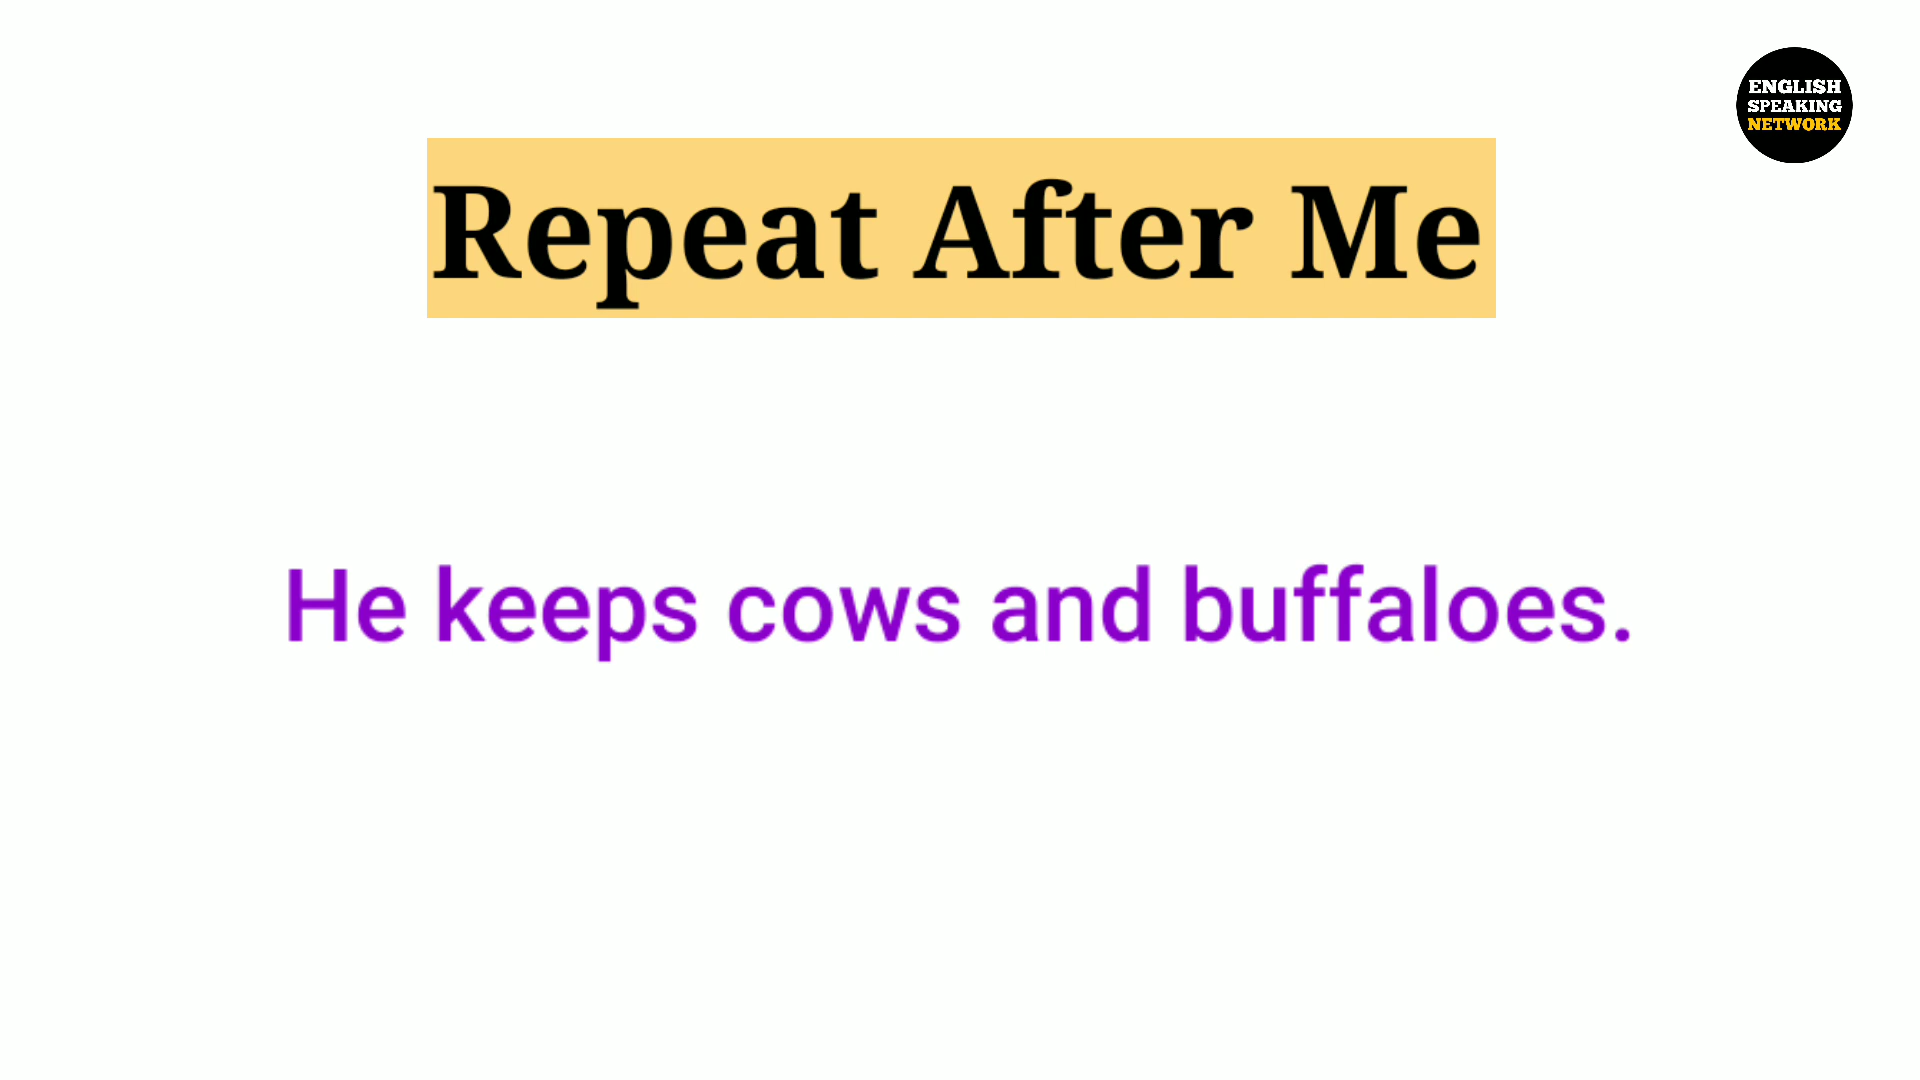 ENGLISH
SPEAKING
NETWORK
Repeat After Me
He keeps cows and buffaloes.